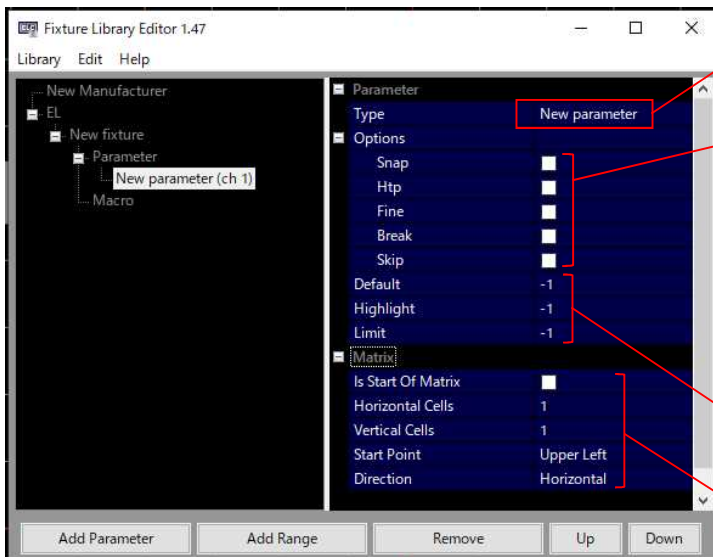 Fixture Library Editor 1.47
Library Edit Help
New Manufacturer
EL
New fixture
Parameter
New parameter (ch 1)
Macro
Parameter
Type New parameter
Options
Snap
Htp
Fine
Break
Skip
Default -1
Highlight -1
Limit -1
Matrix
Is Start Of Matrix
Horizontal Cells 1
Vertical Cells 1
Start Point Upper Left
Direction Horizontal
Add Parameter Add Range Remove Up Down